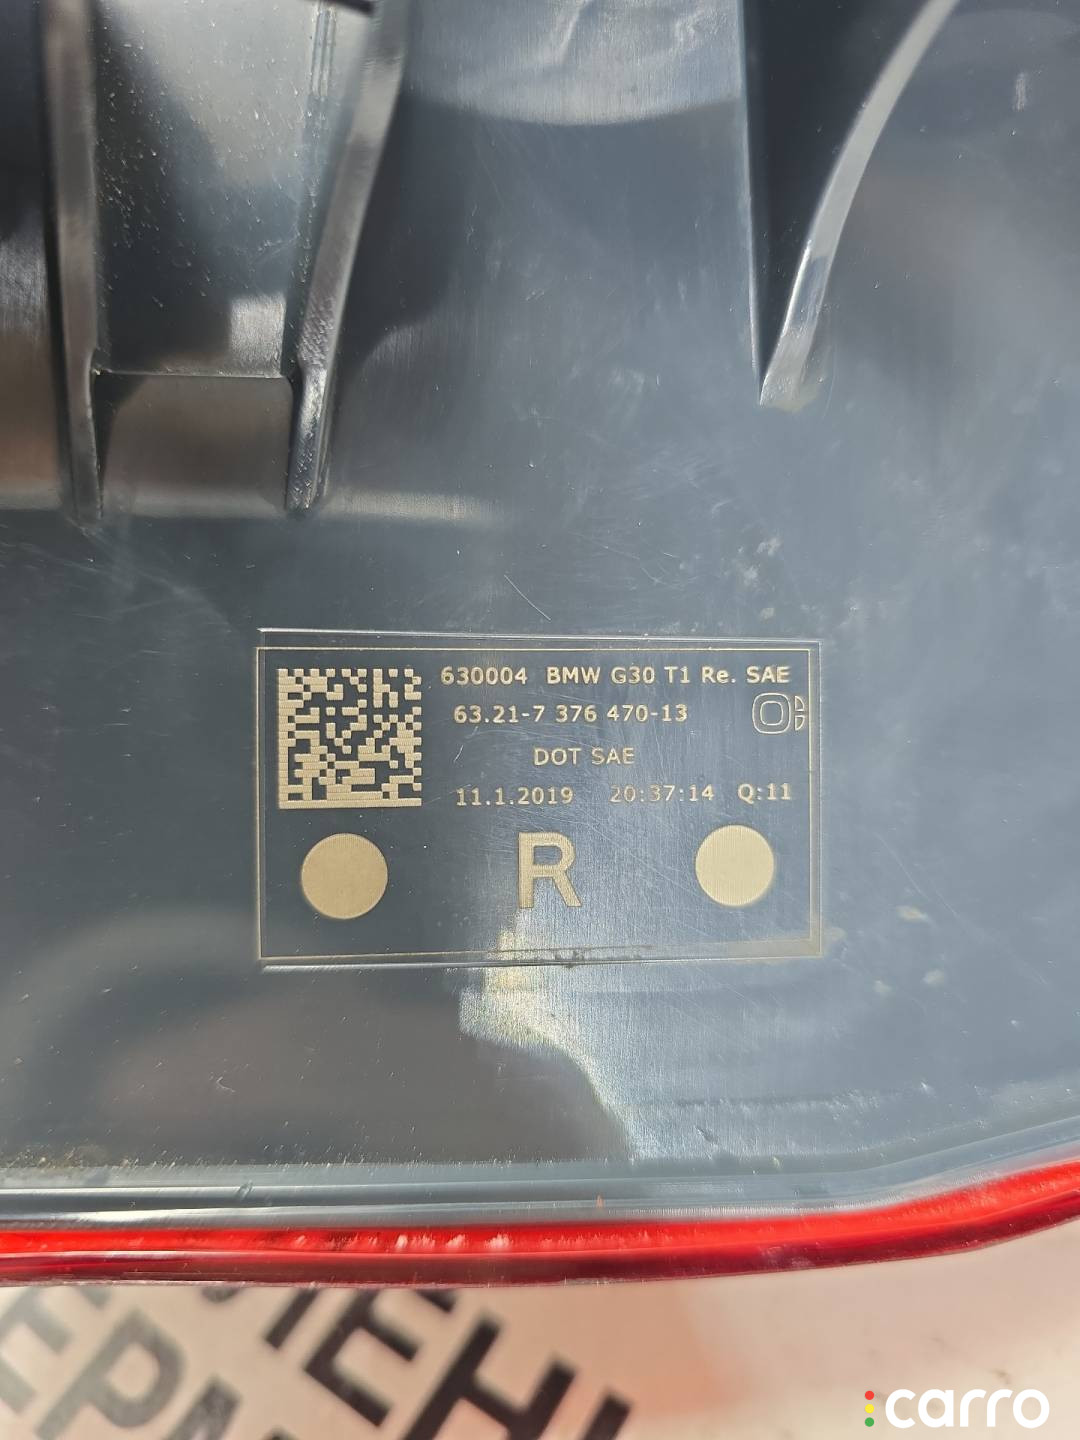 630004 BMW G30 T1 Re. SAE
63.21-7 376 470-13
DOT SAE
11.1.2019 20:37:14 Q:11
R
carro